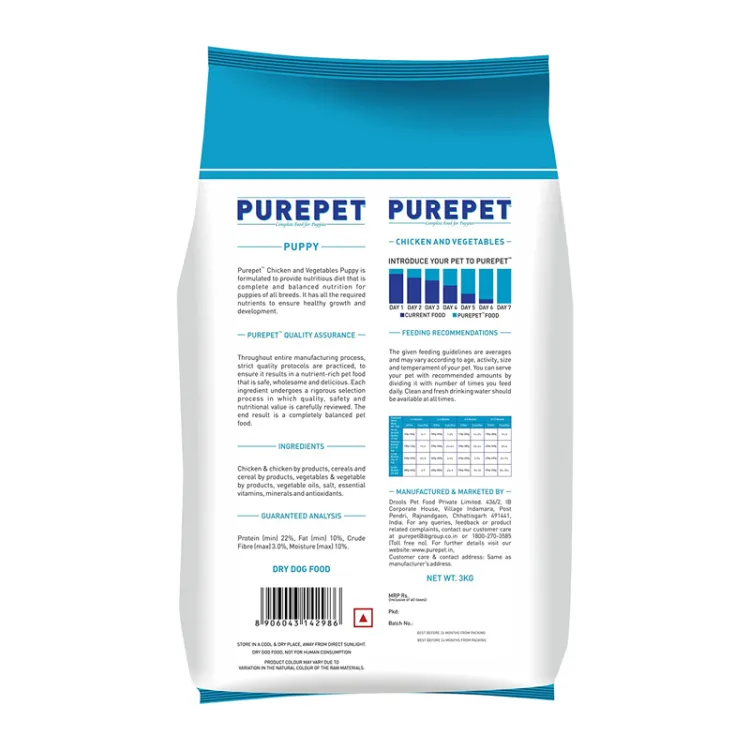 PUREPET
Complete Food for Puppies
PUPPY
Purepet™ Chicken and Vegetables Puppy is
formulated to provide nutritious diet that is
complete and balanced nutrition for
puppies of all breeds. It has all the required
nutrients to ensure healthy growth and
development.
PUREPET™ QUALITY ASSURANCE
Throughout entire manufacturing process,
strict quality protocols are practiced, to
ensure it results in a nutrient-rich pet food
that is safe, wholesome and delicious. Each
ingredient undergoes a rigorous selection
process in which quality, safety and
nutritional value is carefully reviewed. The
end result is a completely balanced pet
food.
INGREDIENTS
Chicken & chicken by products, cereals and
cereal by products, vegetables & vegetable
by products, vegetable oils, salt, essential
vitamins, minerals and antioxidants.
GUARANTEED ANALYSIS
Protein (min) 22%, Fat (min) 10%, Crude
Fibre (max) 3.0%, Moisture (max) 10%.
DRY DOG FOOD
8 906043 142986
STORE IN A COOL & DRY PLACE, AWAY FROM DIRECT SUNLIGHT.
DRY DOG FOOD, NOT FOR HUMAN CONSUMPTION
PRODUCT COLOUR MAY VARY DUE TO
VARIATION IN THE NATURAL COLOUR OF THE RAW MATERIALS.
PUREPET
Complete Food for Puppies
CHICKEN AND VEGETABLES
INTRODUCE YOUR PET TO PUREPET™
DAY 1 DAY 2 DAY 3 DAY 4 DAY 5 DAY 6 DAY 7
CURRENT FOOD PUREPET™ FOOD
FEEDING RECOMMENDATIONS
The given feeding guidelines are averages
and may vary according to age, activity, size
and temperament of your pet. You can serve
your pet with recommended amounts by
dividing it with number of times you feed
daily. Clean and fresh drinking water should
be available at all times.
MANUFACTURED & MARKETED BY
Drools Pet Food Private Limited. 436/2, IB
Corporate House, Village Indamara, Post
Pendri, Rajnandgaon, Chhattisgarh 491441,
India. For any queries, feedback or product
related complaints, contact our customer care
at purepet@ibgroup.co.in or 1800-270-3585
(Toll free no). For further details visit our
website: www.purepet.in,
Customer care & contact address: Same as
manufacturer's address.
NET WT. 3KG
MRP Rs.
(Inclusive of all taxes)
Pkd:
Batch No.:
BEST BEFORE
MONTHS FROM PACKING
BEST BEFORE
MONTHS FROM PACKING